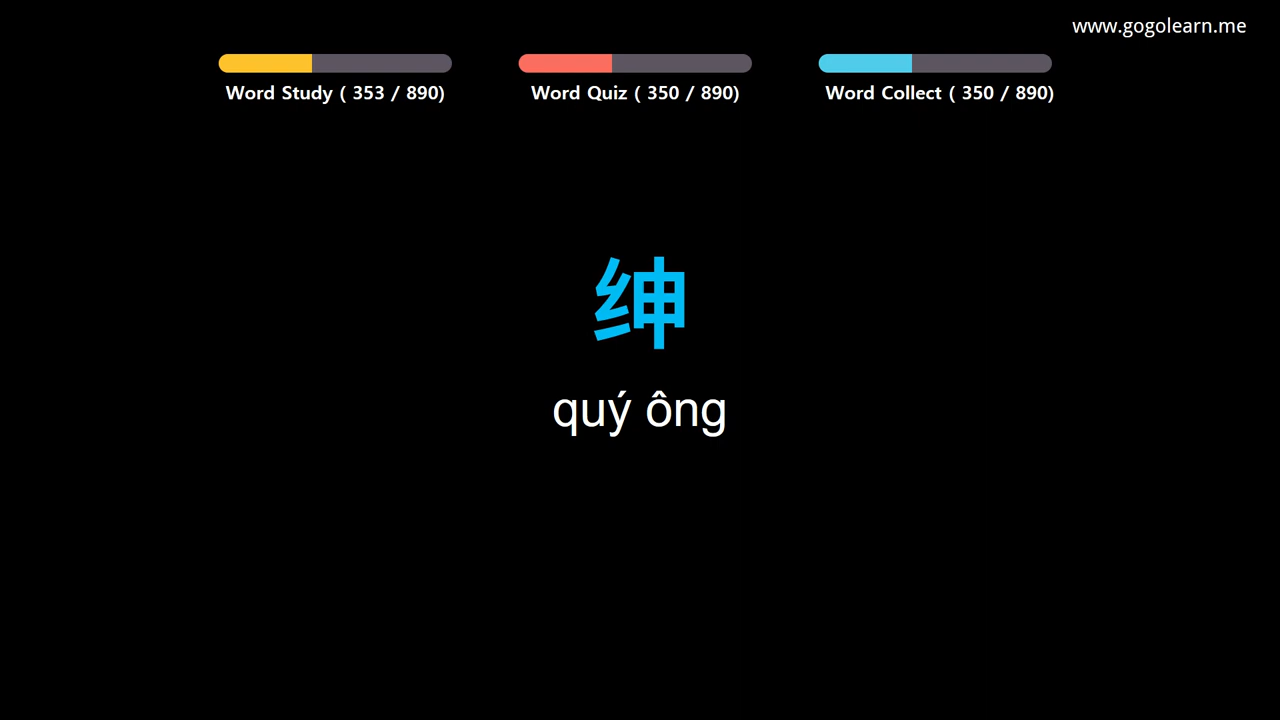 www.gogolearn.me
Word Study ( 353 / 890)
Word Quiz ( 350 / 890)
Word Collect ( 350 / 890)
绅
quý ông